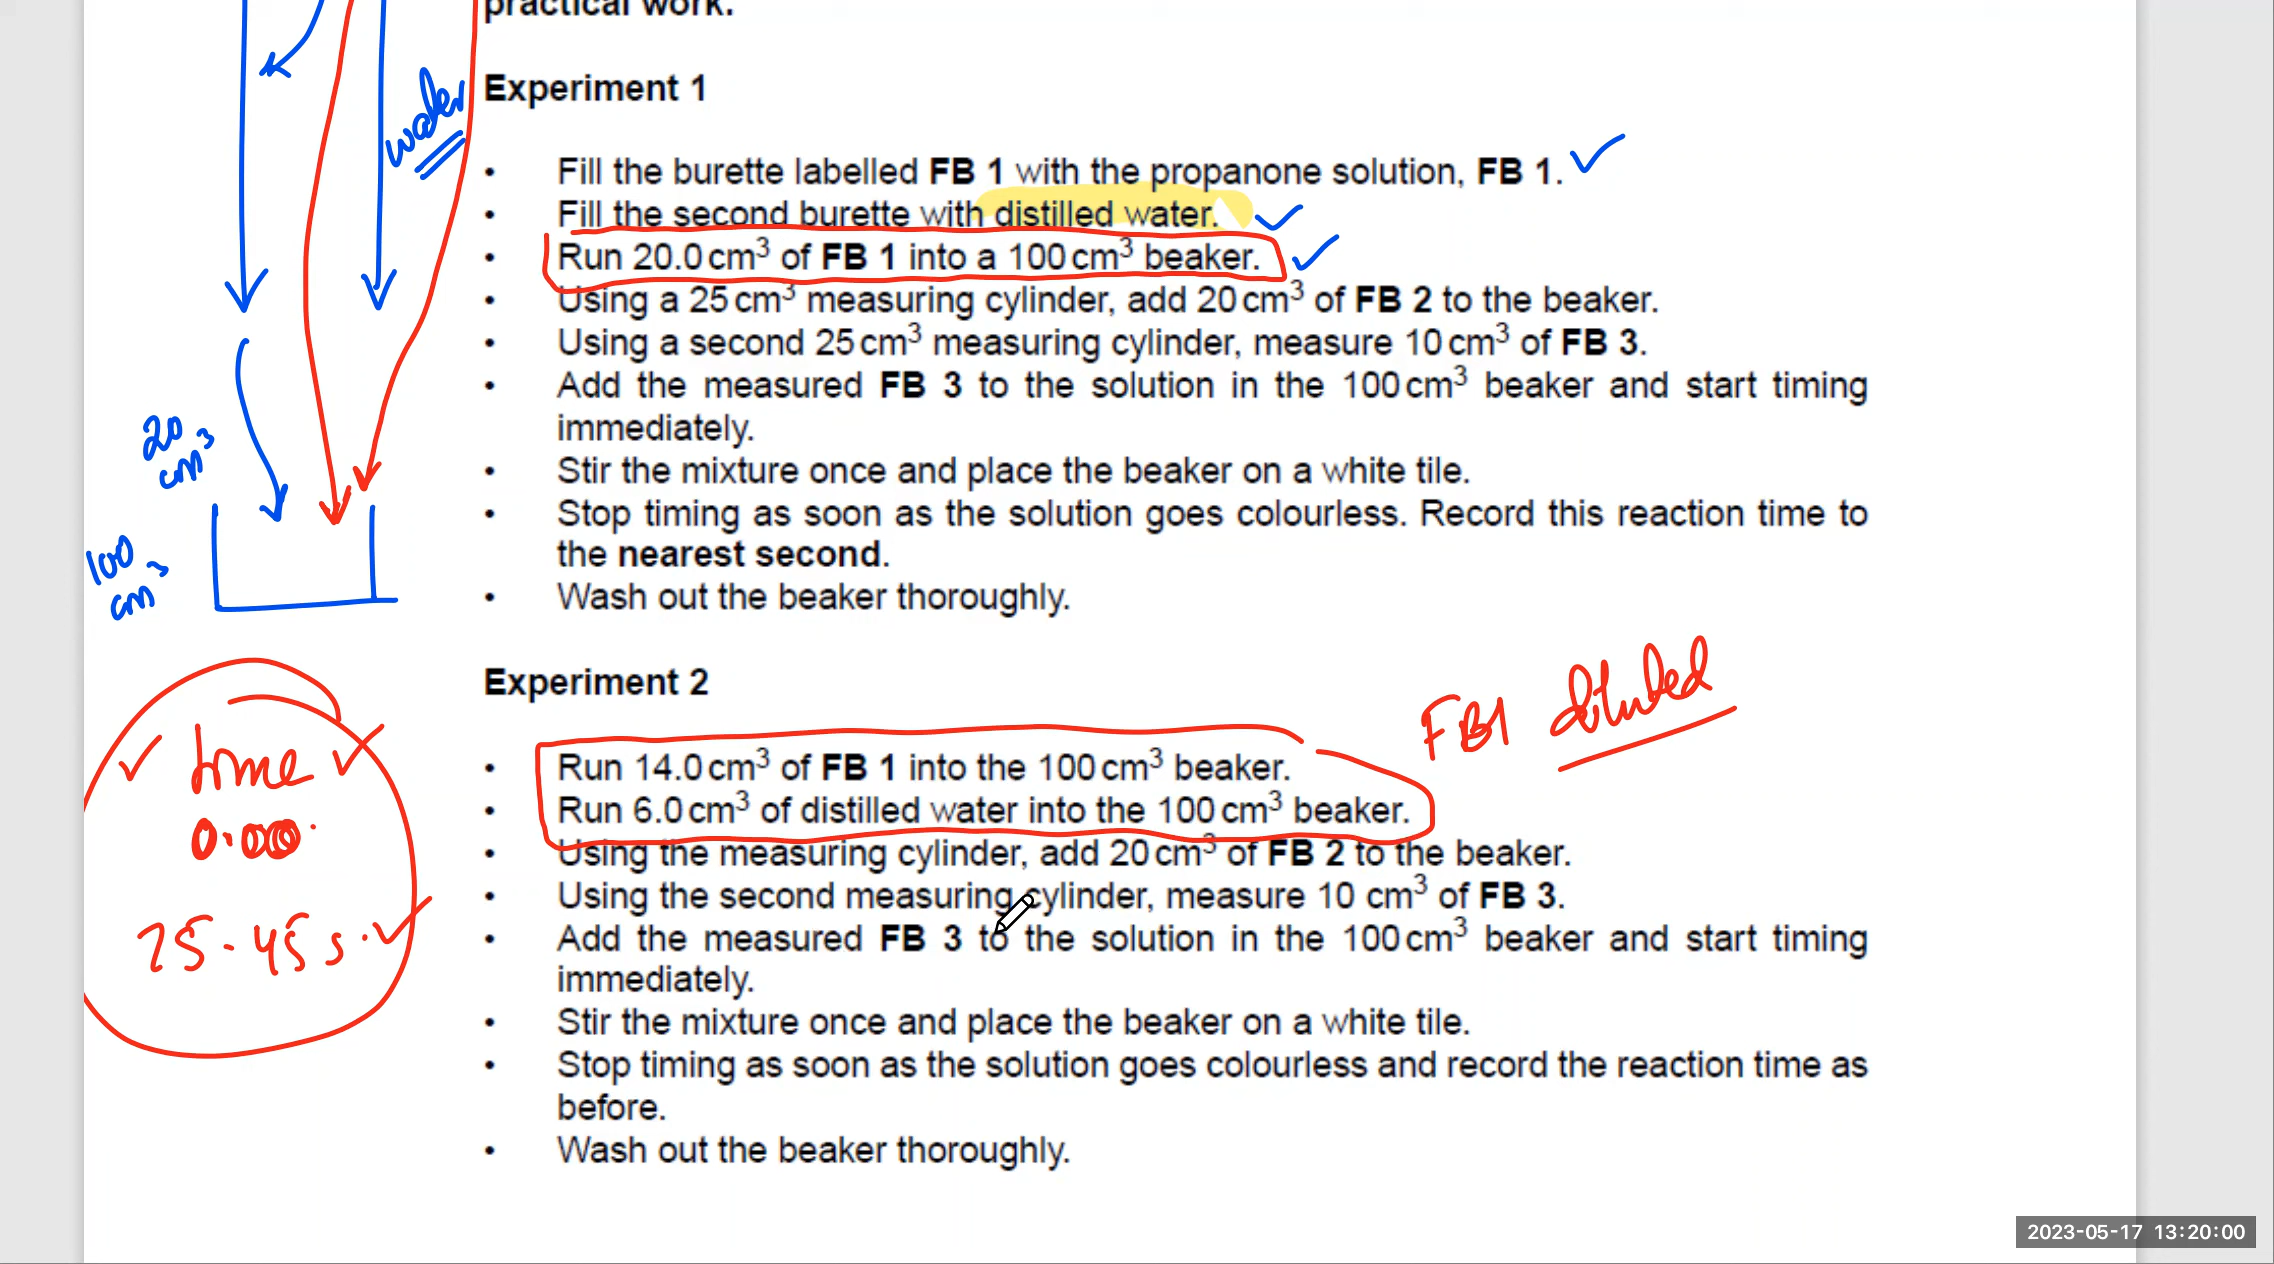 practical work.
water
Experiment 1
• Fill the burette labelled FB 1 with the propanone solution, FB 1.
• Fill the second burette with distilled water.
• Run 20.0 cm³ of FB 1 into a 100 cm³ beaker.
• Using a 25 cm³ measuring cylinder, add 20 cm³ of FB 2 to the beaker.
• Using a second 25 cm³ measuring cylinder, measure 10 cm³ of FB 3.
• Add the measured FB 3 to the solution in the 100 cm³ beaker and start timing
immediately.
• Stir the mixture once and place the beaker on a white tile.
• Stop timing as soon as the solution goes colourless. Record this reaction time to
the nearest second.
• Wash out the beaker thoroughly.
20
cm³
100
cm³
Experiment 2
FB1 diluted
• Run 14.0 cm³ of FB 1 into the 100 cm³ beaker.
• Run 6.0 cm³ of distilled water into the 100 cm³ beaker.
• Using the measuring cylinder, add 20 cm³ of FB 2 to the beaker.
• Using the second measuring cylinder, measure 10 cm³ of FB 3.
• Add the measured FB 3 to the solution in the 100 cm³ beaker and start timing
immediately.
• Stir the mixture once and place the beaker on a white tile.
• Stop timing as soon as the solution goes colourless and record the reaction time as
before.
• Wash out the beaker thoroughly.
time
0.00
25-45 s.
2023-05-17 13:20:00